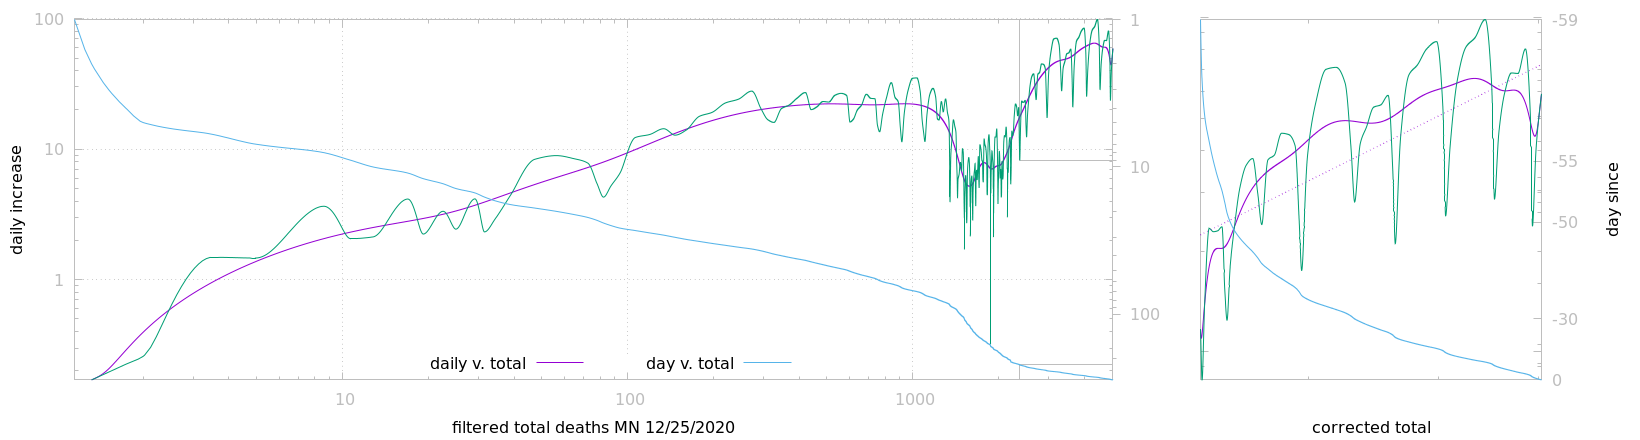 100
10
1
daily increase
10
100
1000
1
10
100
daily v. total
day v. total
filtered total deaths MN 12/25/2020
-59
-55
-50
-30
0
day since
corrected total